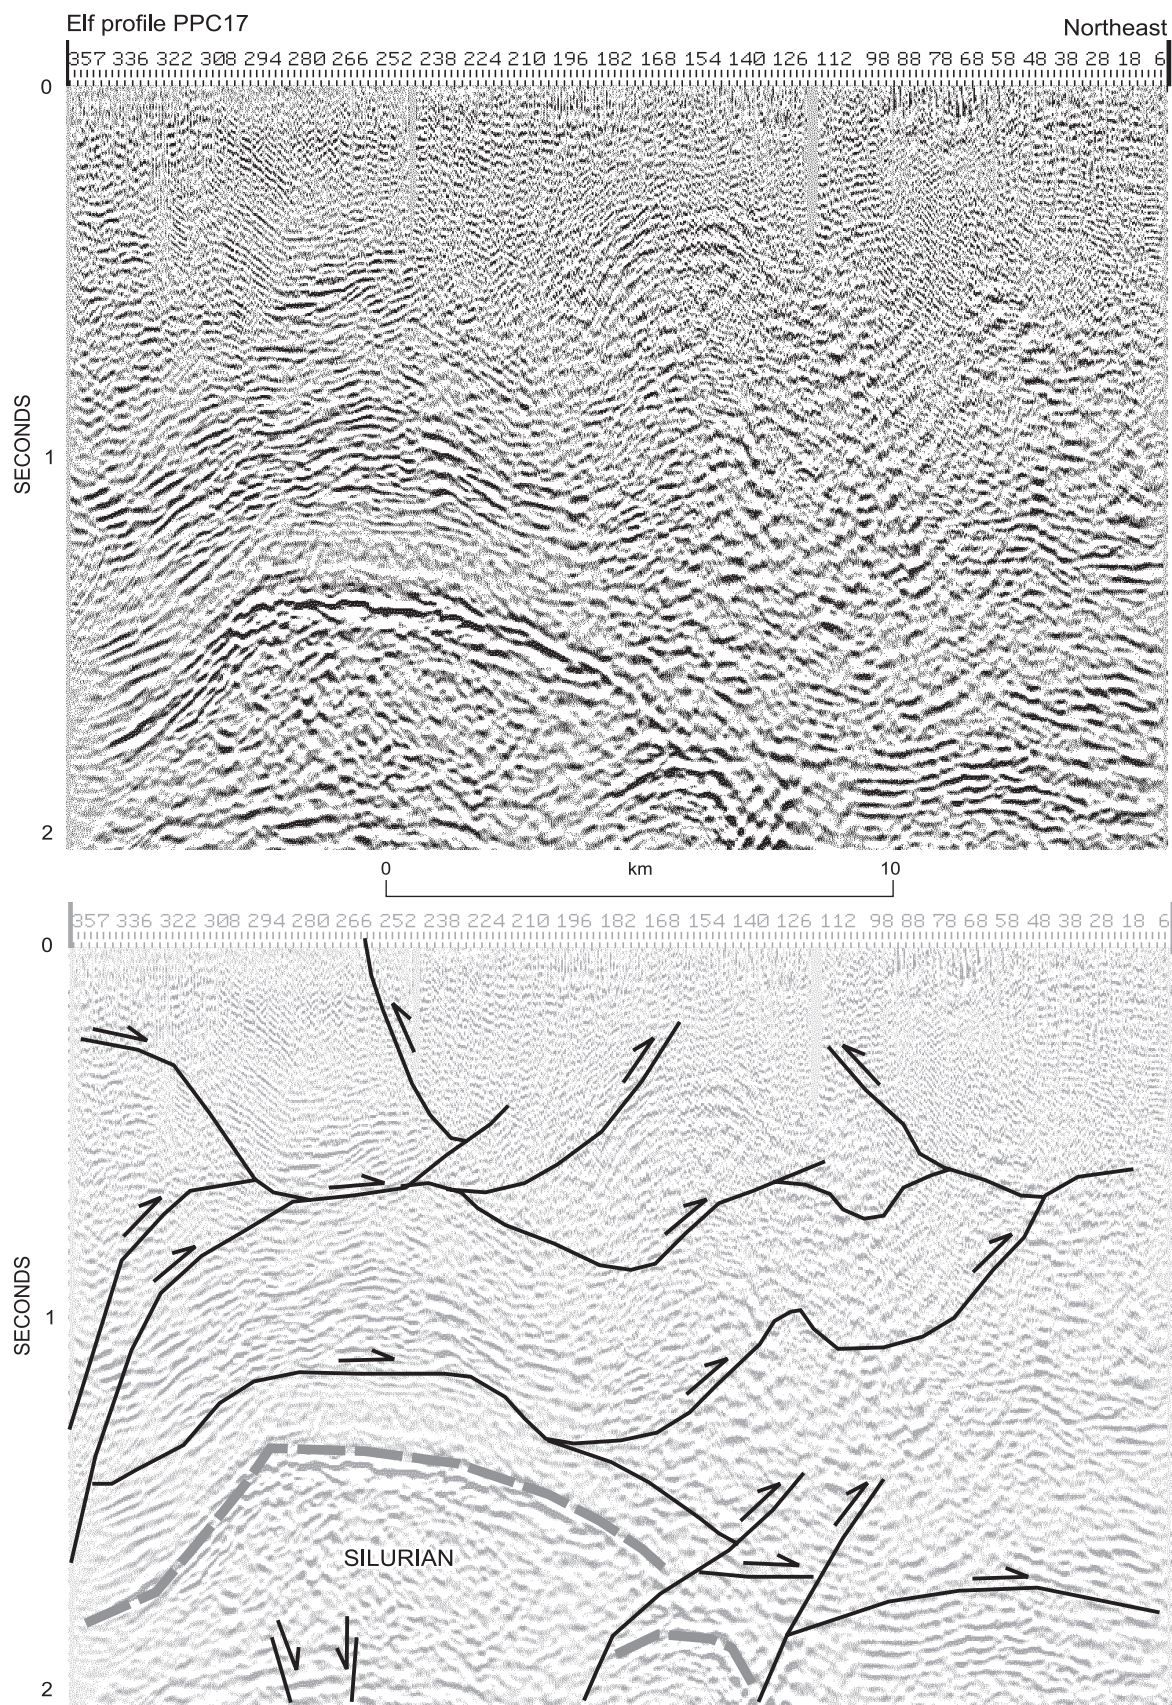 Elf profile PPC17 Northeast
357 336 322 308 294 280 266 252 238 224 210 196 182 168 154 140 126 112 98 88 78 68 58 48 38 28 18 6
0
SECONDS
1
2
0 km 10
357 336 322 308 294 280 266 252 238 224 210 196 182 168 154 140 126 112 98 88 78 68 58 48 38 28 18 6
0
SECONDS
1
SILURIAN
2